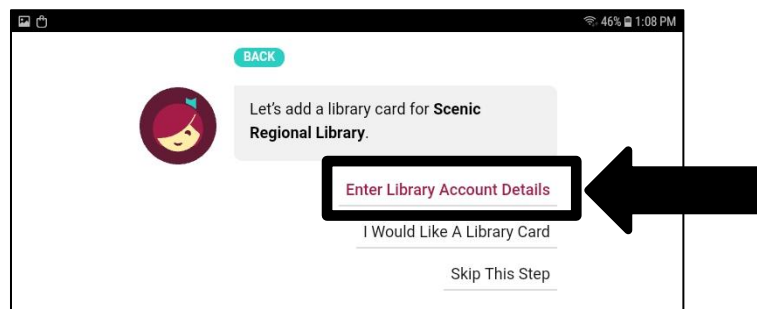 46% 1:08 PM
BACK
Let's add a library card for Scenic
Regional Library.
Enter Library Account Details
I Would Like A Library Card
Skip This Step